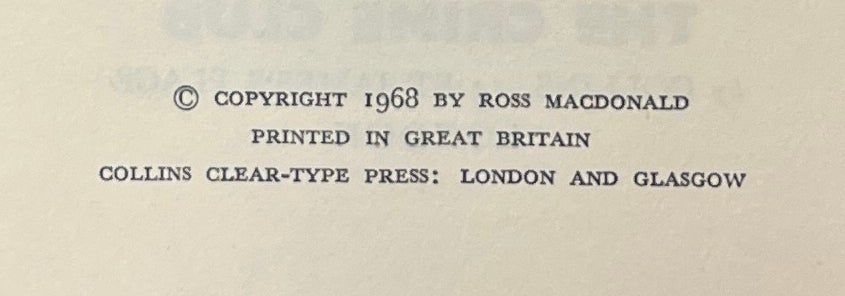 © COPYRIGHT 1968 BY ROSS MACDONALD
PRINTED IN GREAT BRITAIN
COLLINS CLEAR-TYPE PRESS: LONDON AND GLASGOW